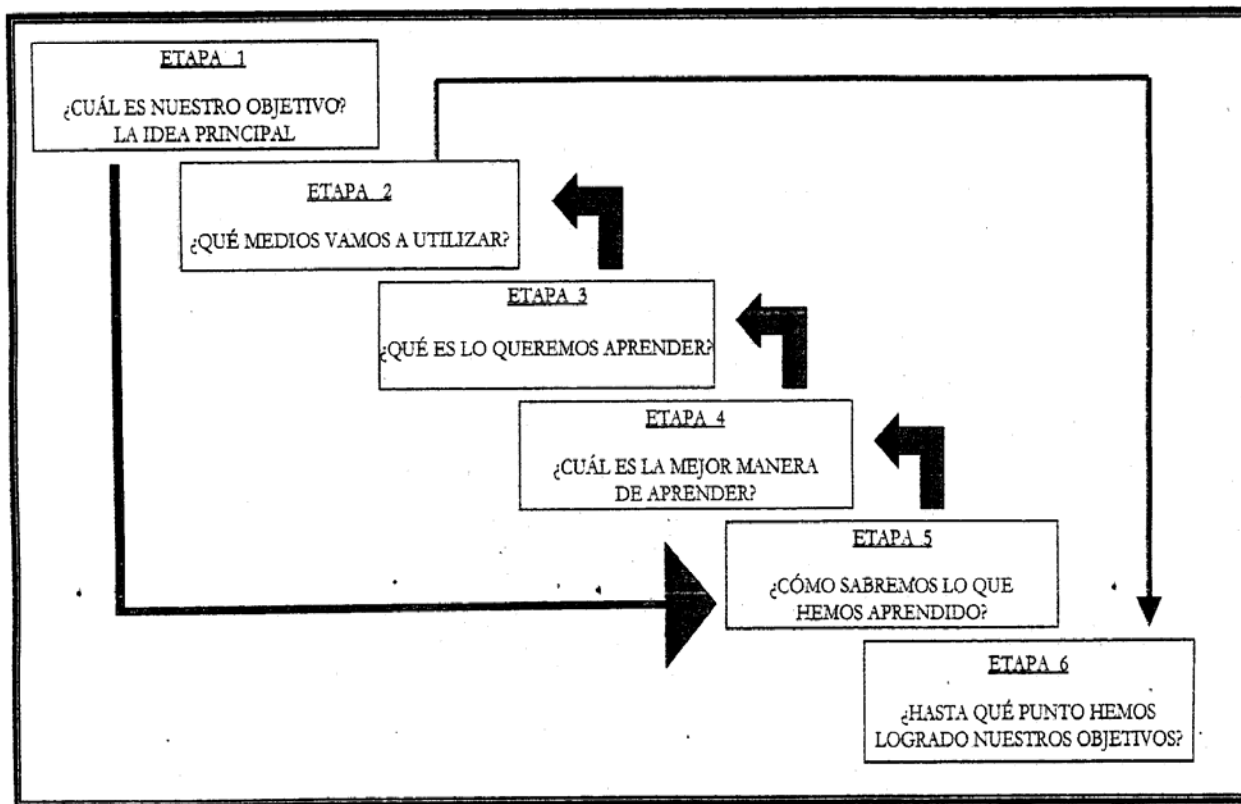 ETAPA 1
¿CUÁL ES NUESTRO OBJETIVO?
LA IDEA PRINCIPAL
ETAPA 2
¿QUÉ MEDIOS VAMOS A UTILIZAR?
ETAPA 3
¿QUÉ ES LO QUEREMOS APRENDER?
ETAPA 4
¿CUÁL ES LA MEJOR MANERA
DE APRENDER?
ETAPA 5
¿CÓMO SABREMOS LO QUE
HEMOS APRENDIDO?
ETAPA 6
¿HASTA QUÉ PUNTO HEMOS
LOGRADO NUESTROS OBJETIVOS?